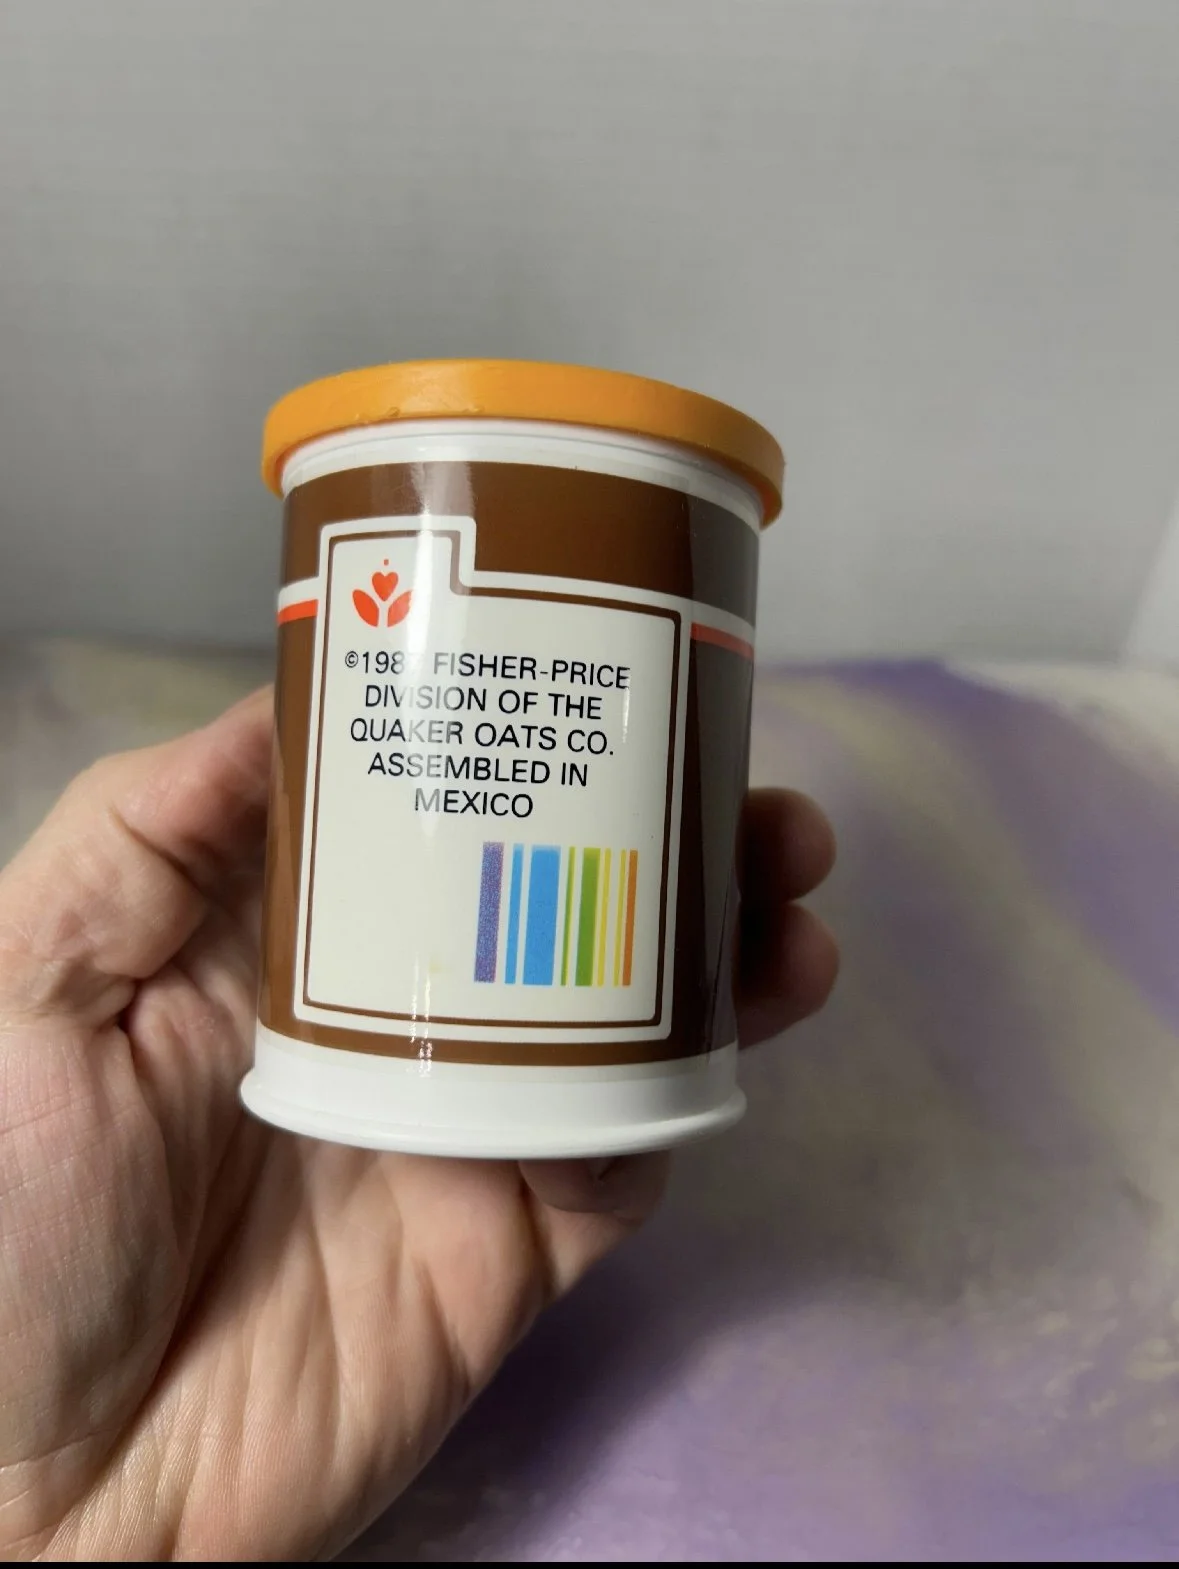 FISHER-PRICE
DIVISION OF THE
QUAKER OATS CO.
ASSEMBLED IN
MEXICO